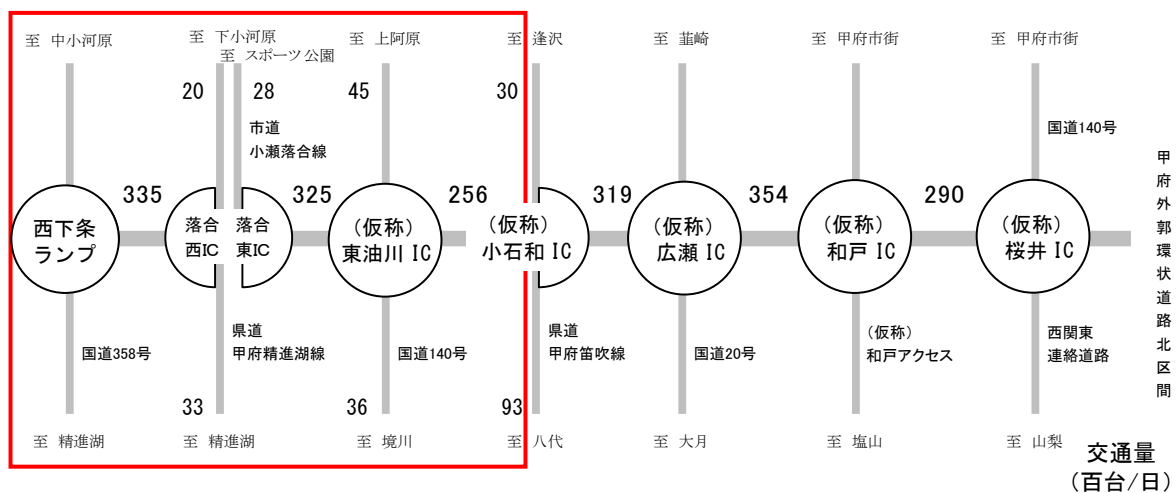 至 中小河原
至 下小河原
至 スポーツ公園
至 上阿原
至 逢沢
至 韮崎
至 甲府市街
至 甲府市街
20
28
45
30
市道
小瀬落合線
国道140号
335
325
256
319
354
290
西下条
ランプ
落合
西IC
落合
東IC
(仮称)
東油川 IC
(仮称)
小石和 IC
(仮称)
広瀬 IC
(仮称)
和戸 IC
(仮称)
桜井 IC
甲府外郭環状道路北区間
国道358号
県道
甲府精進湖線
国道140号
県道
甲府笛吹線
国道20号
(仮称)
和戸アクセス
西関東
連絡道路
33
36
93
至 精進湖
至 精進湖
至 境川
至 八代
至 大月
至 塩山
至 山梨
交通量
(百台/日)